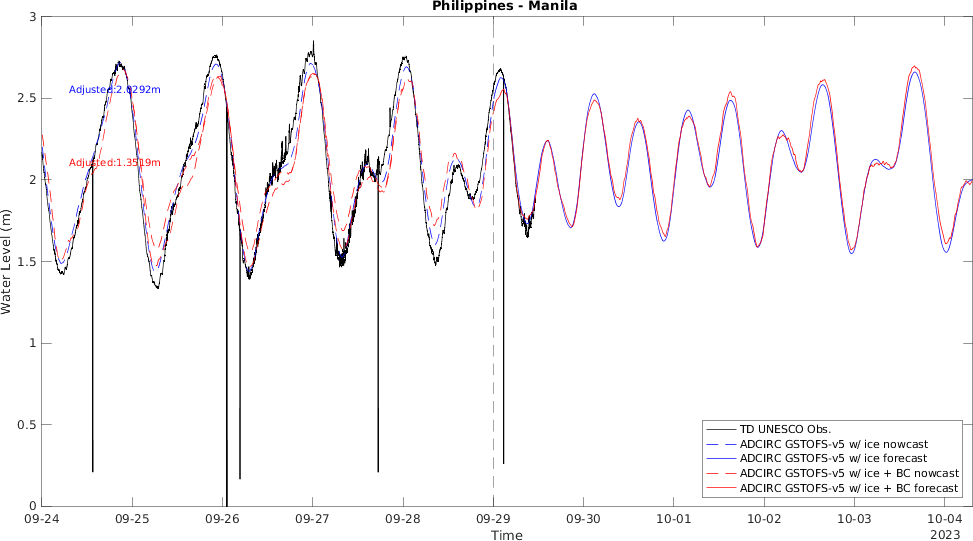 Philippines - Manila
3
2.5
2
1.5
1
0.5
0
Water Level (m)
Adjusted:2.0292m
Adjusted:1.3519m
TD UNESCO Obs.
ADCIRC GSTOFS-v5 w/ ice nowcast
ADCIRC GSTOFS-v5 w/ ice forecast
ADCIRC GSTOFS-v5 w/ ice + BC nowcast
ADCIRC GSTOFS-v5 w/ ice + BC forecast
09-24 09-25 09-26 09-27 09-28 09-29 09-30 10-01 10-02 10-03 10-04
Time
2023